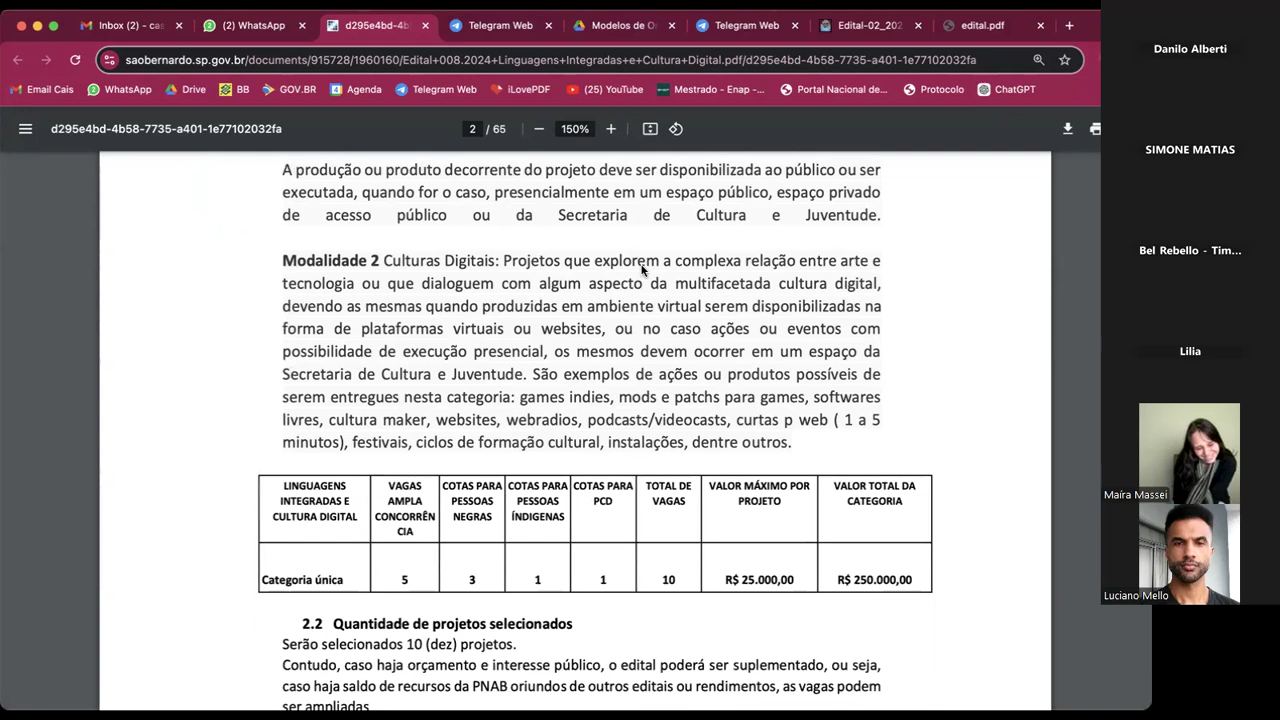 Inbox (2) - cas
(2) WhatsApp
d295e4bd-4b5
Telegram Web
Modelos de O
Telegram Web
Edital-02_202
edital.pdf
saobernardo.sp.gov.br/documents/915728/1960160/Edital+008.2024+Linguagens+Integradas+e+Cultura+Digital.pdf/d295e4bd-4b58-7735-a401-1e77102032fa
Email Cais
WhatsApp
Drive
BB
GOV.BR
Agenda
Telegram Web
iLovePDF
(25) YouTube
Mestrado - Enap -...
Portal Nacional de...
Protocolo
ChatGPT
d295e4bd-4b58-7735-a401-1e77102032fa
2 / 65
150%
A produção ou produto decorrente do projeto deve ser disponibilizada ao público ou ser
executada, quando for o caso, presencialmente em um espaço público, espaço privado
de acesso público ou da Secretaria de Cultura e Juventude.
Modalidade 2 Culturas Digitais: Projetos que explorem a complexa relação entre arte e
tecnologia ou que dialoguem com algum aspecto da multifacetada cultura digital,
devendo as mesmas quando produzidas em ambiente virtual serem disponibilizadas na
forma de plataformas virtuais ou websites, ou no caso ações ou eventos com
possibilidade de execução presencial, os mesmos devem ocorrer em um espaço da
Secretaria de Cultura e Juventude. São exemplos de ações ou produtos possíveis de
serem entregues nesta categoria: games indies, mods e patchs para games, softwares
livres, cultura maker, websites, webradios, podcasts/videocasts, curtas p web ( 1 a 5
minutos), festivais, ciclos de formação cultural, instalações, dentre outros.
LINGUAGENS
INTEGRADAS E
CULTURA DIGITAL
VAGAS
AMPLA
CONCORRÊN
CIA
COTAS PARA
PESSOAS
NEGRAS
COTAS PARA
PESSOAS
ÍNDIGENAS
COTAS PARA
PCD
TOTAL DE
VAGAS
VALOR MÁXIMO POR
PROJETO
VALOR TOTAL DA
CATEGORIA
Categoria única 5 3 1 1 10 R$ 25.000,00 R$ 250.000,00
2.2 Quantidade de projetos selecionados
Serão selecionados 10 (dez) projetos.
Contudo, caso haja orçamento e interesse público, o edital poderá ser suplementado, ou seja,
caso haja saldo de recursos da PNAB oriundos de outros editais ou rendimentos, as vagas podem
ser ampliadas
Danilo Alberti
SIMONE MATIAS
Bel Rebello - Tim...
Lilia
Maíra Massei
Luciano Mello